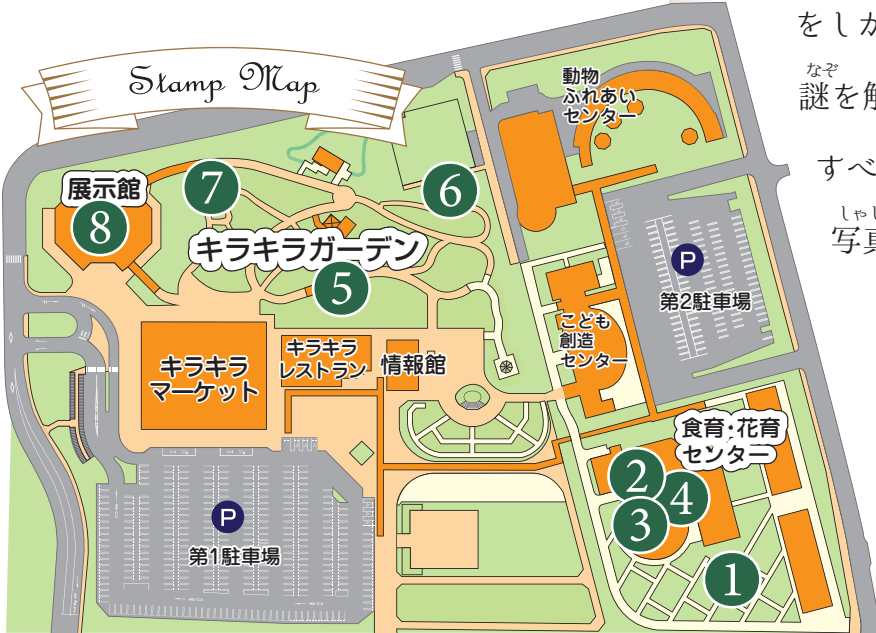 Stamp Map
をしか
なぞ
謎を解
すべ
しゃし
写真
動物
ふれあい
センター
展示館
7
6
8
キラキラガーデン
5
P
第2駐車場
こども
創造
センター
キラキラ
マーケット
キラキラ
レストラン
情報館
食育・花育
センター
2
4
3
P
第1駐車場
1